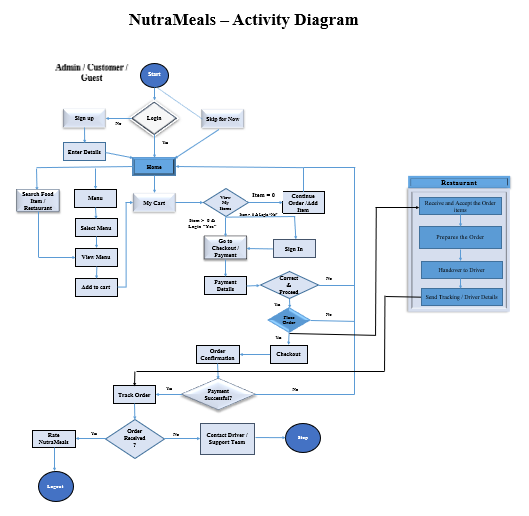 NutraMeals – Activity Diagram
Admin / Customer /
Guest
Start
Sign up
No
Login
Skip for Now
Yes
Enter Details
Home
Search Food
Item /
Restaurant
Menu
My Cart
View
My
Items
Item = 0
Continue
Order /Add
Item
Select Menu
Item > 0 &
Login "Yes"
Item > 0 & Login "No"
View Menu
Go to
Checkout /
Payment
Sign In
Add to cart
Payment
Details
Correct
&
Proceed
No
Yes
Place
Order
No
Yes
Order
Confirmation
Checkout
Track Order
Yes
Payment
Successful?
No
Rate
NutraMeals
Yes
Order
Received
?
No
Contact Driver /
Support Team
Stop
Logout
Restaurant
Receive and Accept the Order
items
Prepares the Order
Handover to Driver
Send Tracking / Driver Details